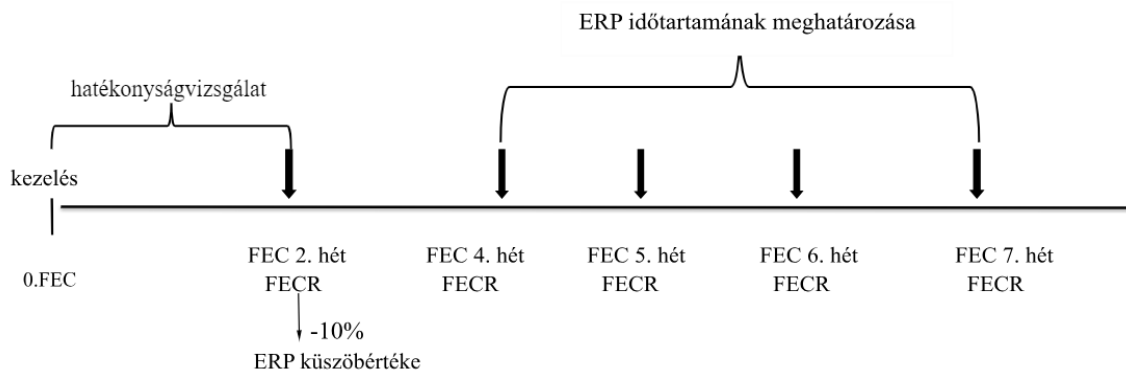 ERP időtartamának meghatározása
hatékonyságvizsgálat
kezelés
0.FEC
FEC 2. hét
FECR
FEC 4. hét
FECR
FEC 5. hét
FECR
FEC 6. hét
FECR
FEC 7. hét
FECR
-10%
ERP küszöbértéke